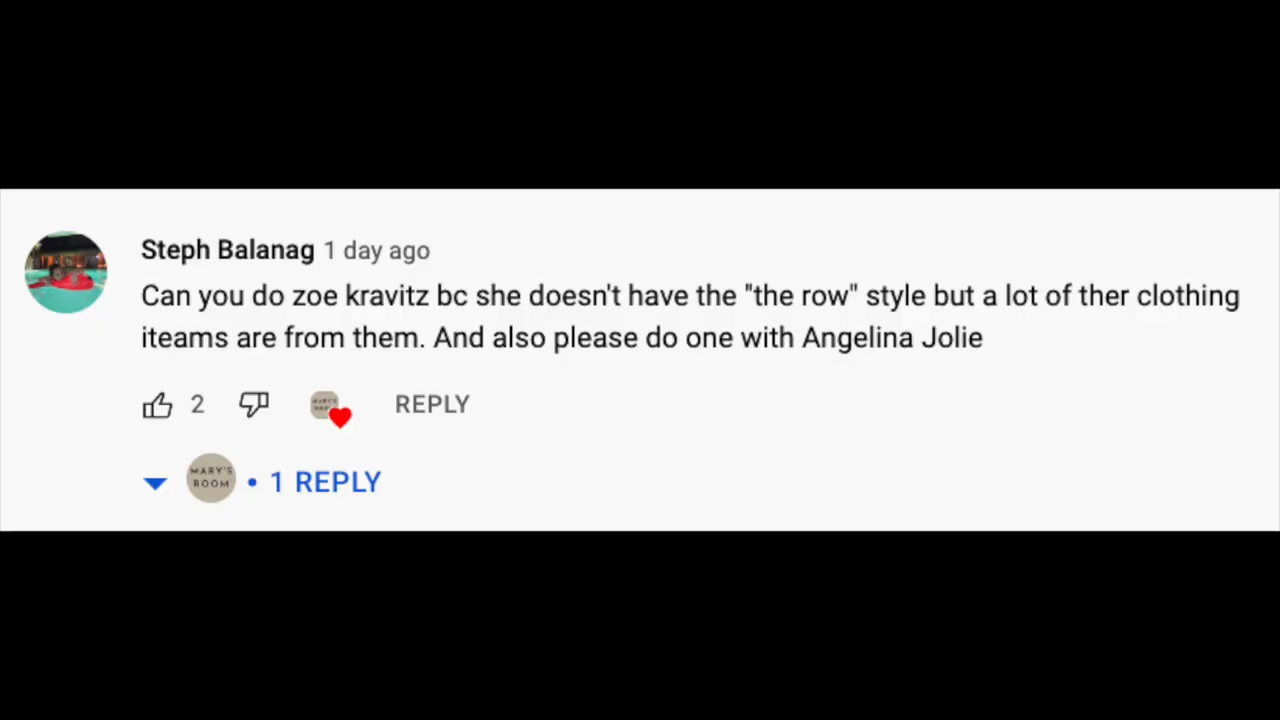 Steph Balanag 1 day ago
Can you do zoe kravitz bc she doesn't have the "the row" style but a lot of ther clothing
iteams are from them. And also please do one with Angelina Jolie
2
MARY'S
ROOM
REPLY
MARY'S
ROOM
• 1 REPLY